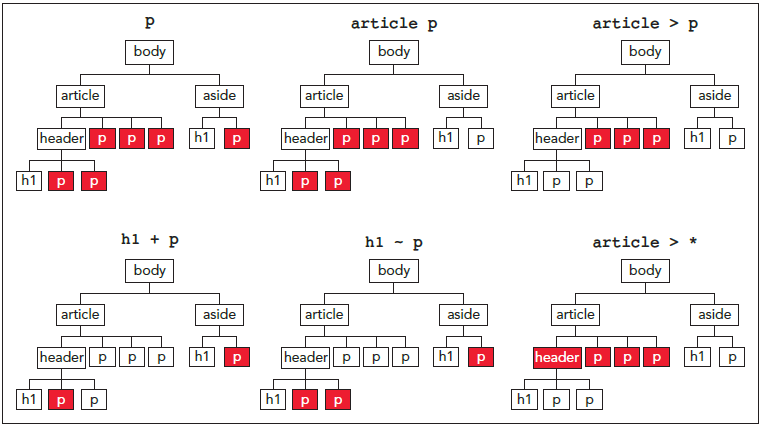 p article p article > p
body body body
article aside article aside article aside
header p p p h1 p header p p p h1 p header p p p h1 p
h1 p p h1 p p h1 p p
h1 + p h1 ~ p article > *
body body body
article aside article aside article aside
header p p p h1 p header p p p h1 p header p p p h1 p
h1 p p h1 p p h1 p p